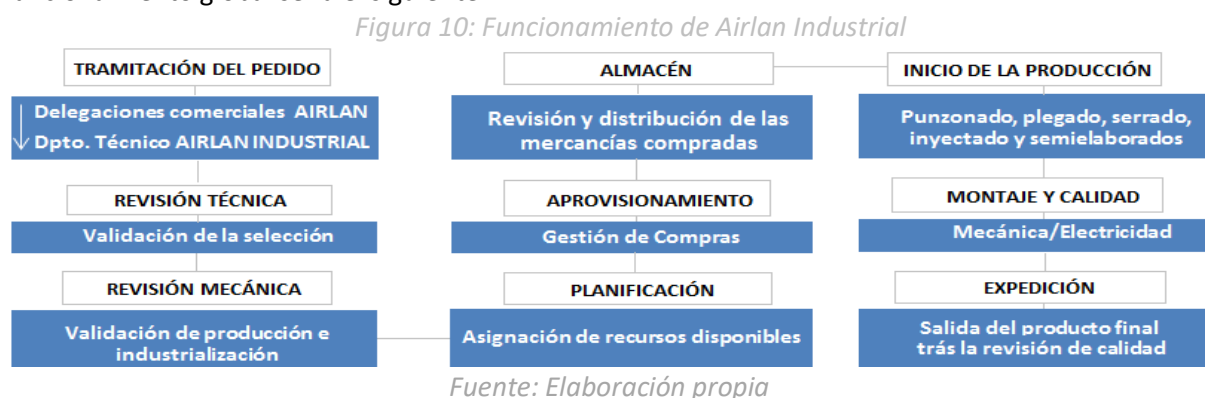 Figura 10: Funcionamiento de Airlan Industrial
TRAMITACIÓN DEL PEDIDO
Delegaciones comerciales AIRLAN
Dpto. Técnico AIRLAN INDUSTRIAL
REVISIÓN TÉCNICA
Validación de la selección
REVISIÓN MECÁNICA
Validación de producción e
industrialización
ALMACÉN
Revisión y distribución de las
mercancías compradas
APROVISIONAMIENTO
Gestión de Compras
PLANIFICACIÓN
Asignación de recursos disponibles
INICIO DE LA PRODUCCIÓN
Punzonado, plegado, serrado,
inyectado y semielaborados
MONTAJE Y CALIDAD
Mecánica/Electricidad
EXPEDICIÓN
Salida del producto final
trás la revisión de calidad
Fuente: Elaboración propia